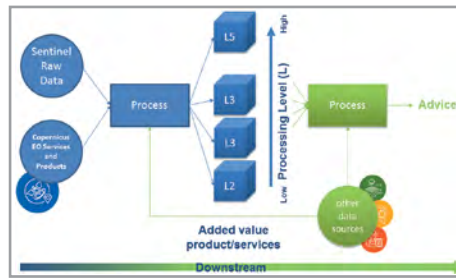 Sentinel
Raw
Data
Copernicus
EO Services
and
Products
Process
L5
L3
L3
L2
High
Processing Level (L)
Low
Process
Advice
other
data
sources
Added value
product/services
Downstream